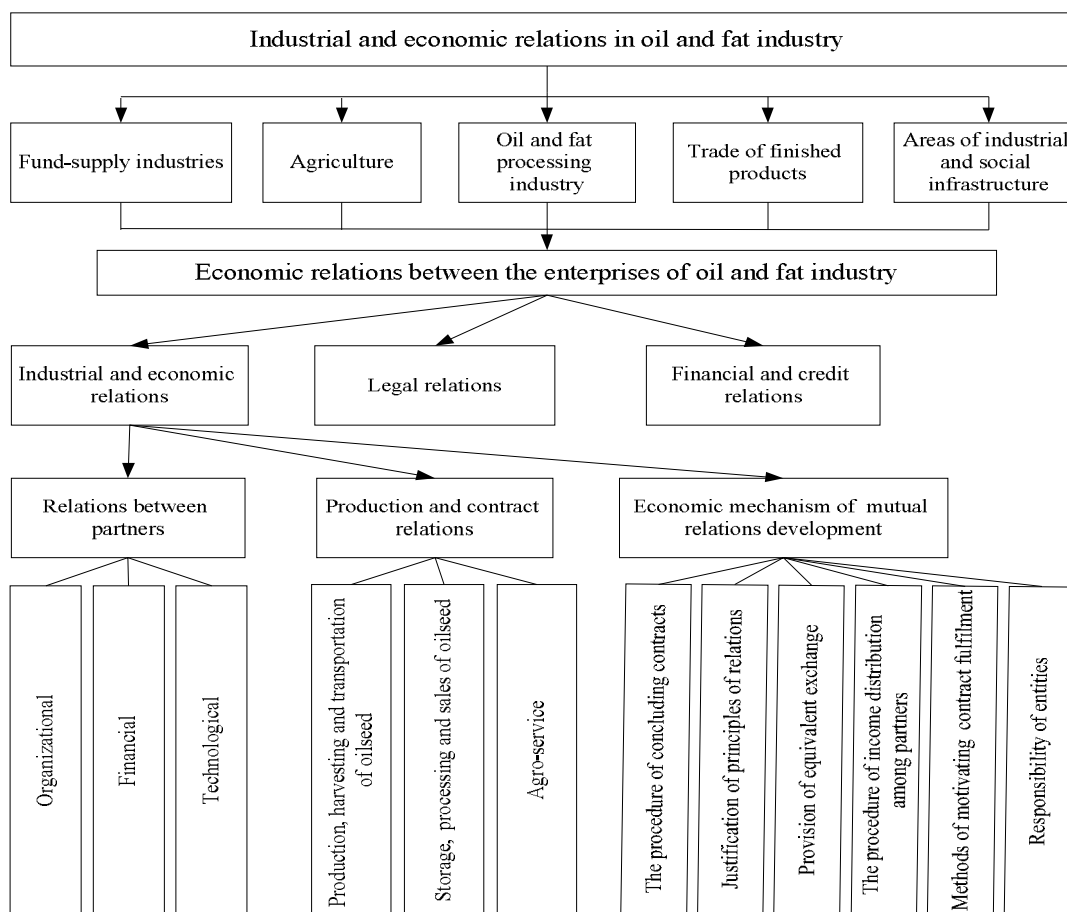 Industrial and economic relations in oil and fat industry
Fund-supply industries
Agriculture
Oil and fat
processing
industry
Trade of finished
products
Areas of industrial
and social
infrastructure
Economic relations between the enterprises of oil and fat industry
Industrial and economic
relations
Legal relations
Financial and credit
relations
Relations between
partners
Production and contract
relations
Economic mechanism of mutual
relations development
Organizational
Financial
Technological
Production, harvesting and transportation
of oilseed
Storage, processing and sales of oilseed
Agro-service
The procedure of concluding contracts
Justification of principles of relations
Provision of equivalent exchange
The procedure of income distribution
among partners
Methods of motivating contract fulfilment
Responsibility of entities